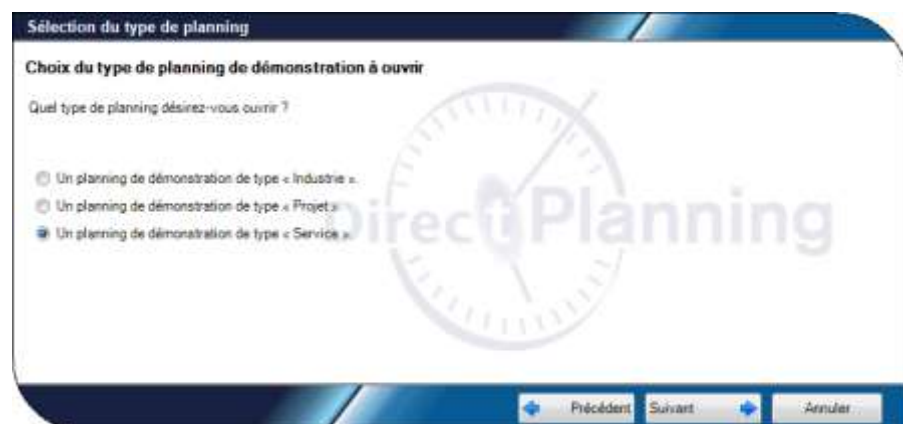 Sélection du type de planning
Choix du type de planning de démonstration à ouvrir
Quel type de planning désirez-vous ouvrir ?
Un planning de démonstration de type « Industrie ».
Un planning de démonstration de type « Projet »
Un planning de démonstration de type « Service ».
Direct Planning
Précédent Suivant Annuler